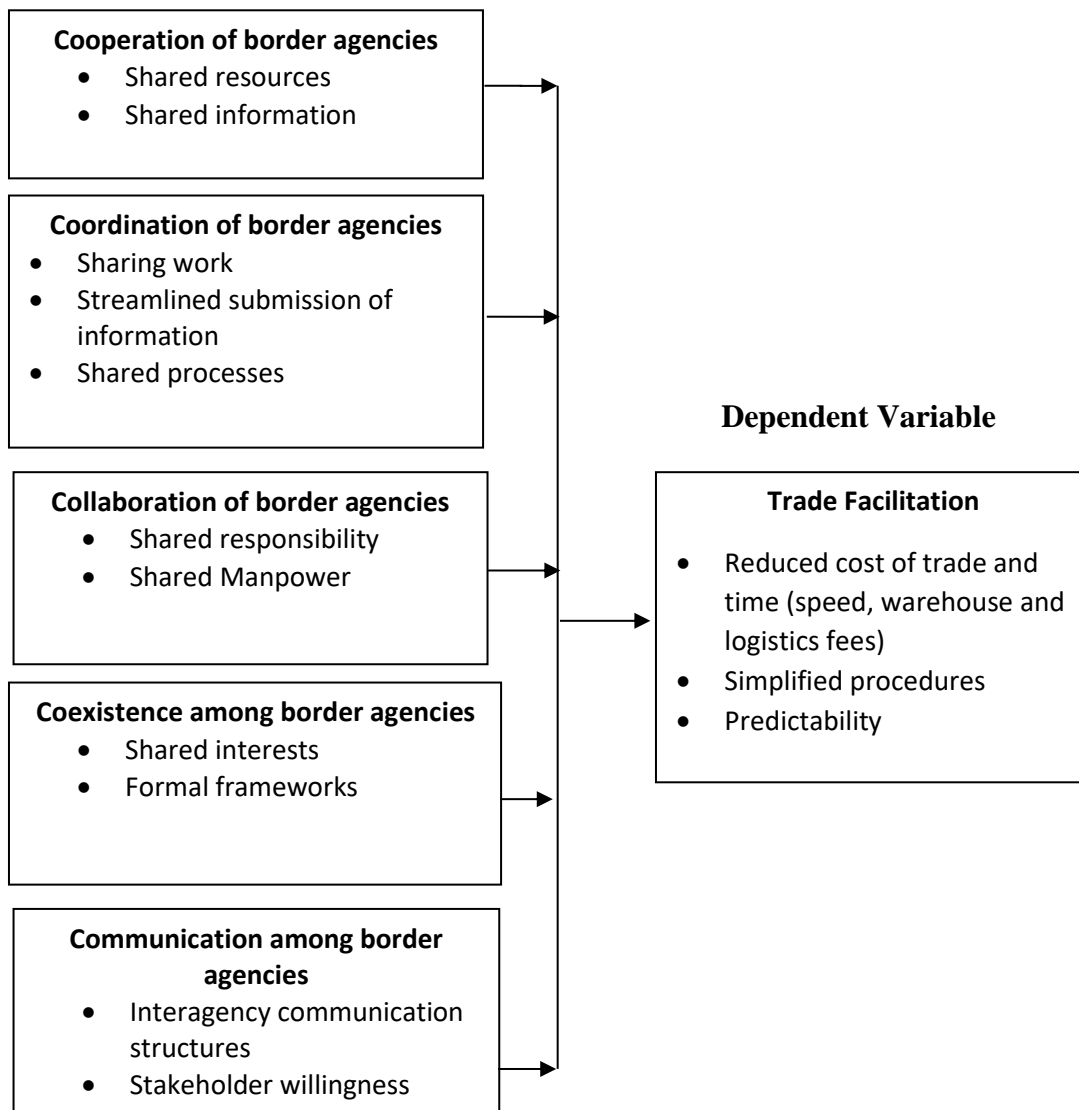 Cooperation of border agencies
• Shared resources
• Shared information
Coordination of border agencies
• Sharing work
• Streamlined submission of
information
• Shared processes
Collaboration of border agencies
• Shared responsibility
• Shared Manpower
Coexistence among border agencies
• Shared interests
• Formal frameworks
Communication among border
agencies
• Interagency communication
structures
• Stakeholder willingness
Dependent Variable
Trade Facilitation
• Reduced cost of trade and
time (speed, warehouse and
logistics fees)
• Simplified procedures
• Predictability